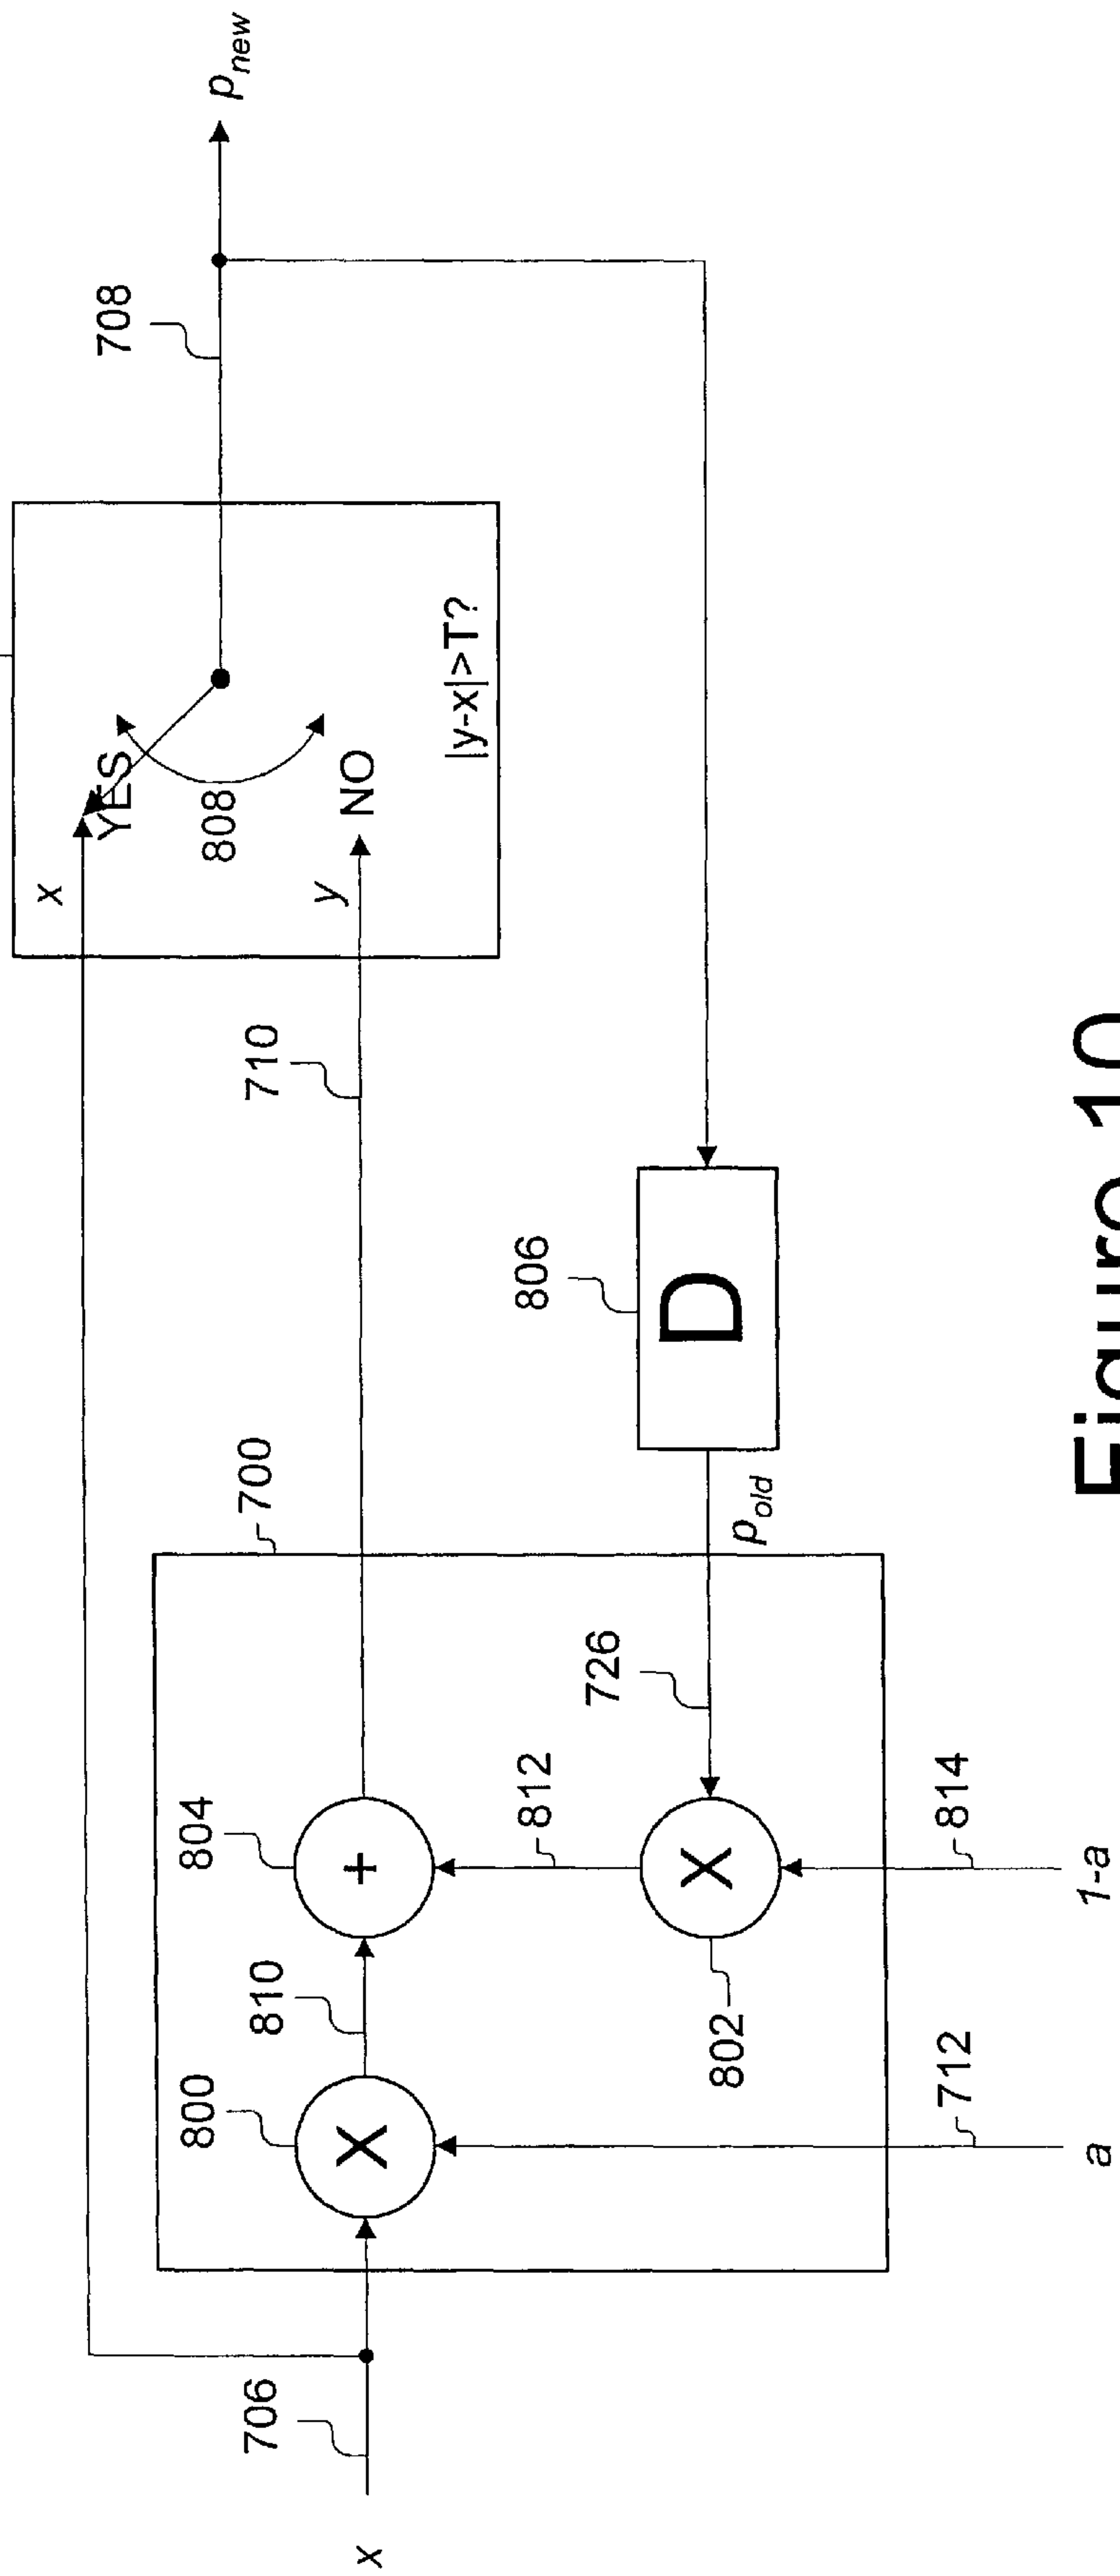 x
706
800
X
810
804
+
700
712
a
802
X
812
814
1-a
726
p_old
806
D
710
x
YES
808
y
NO
|y-x|>T?
708
p_new
Figure 10